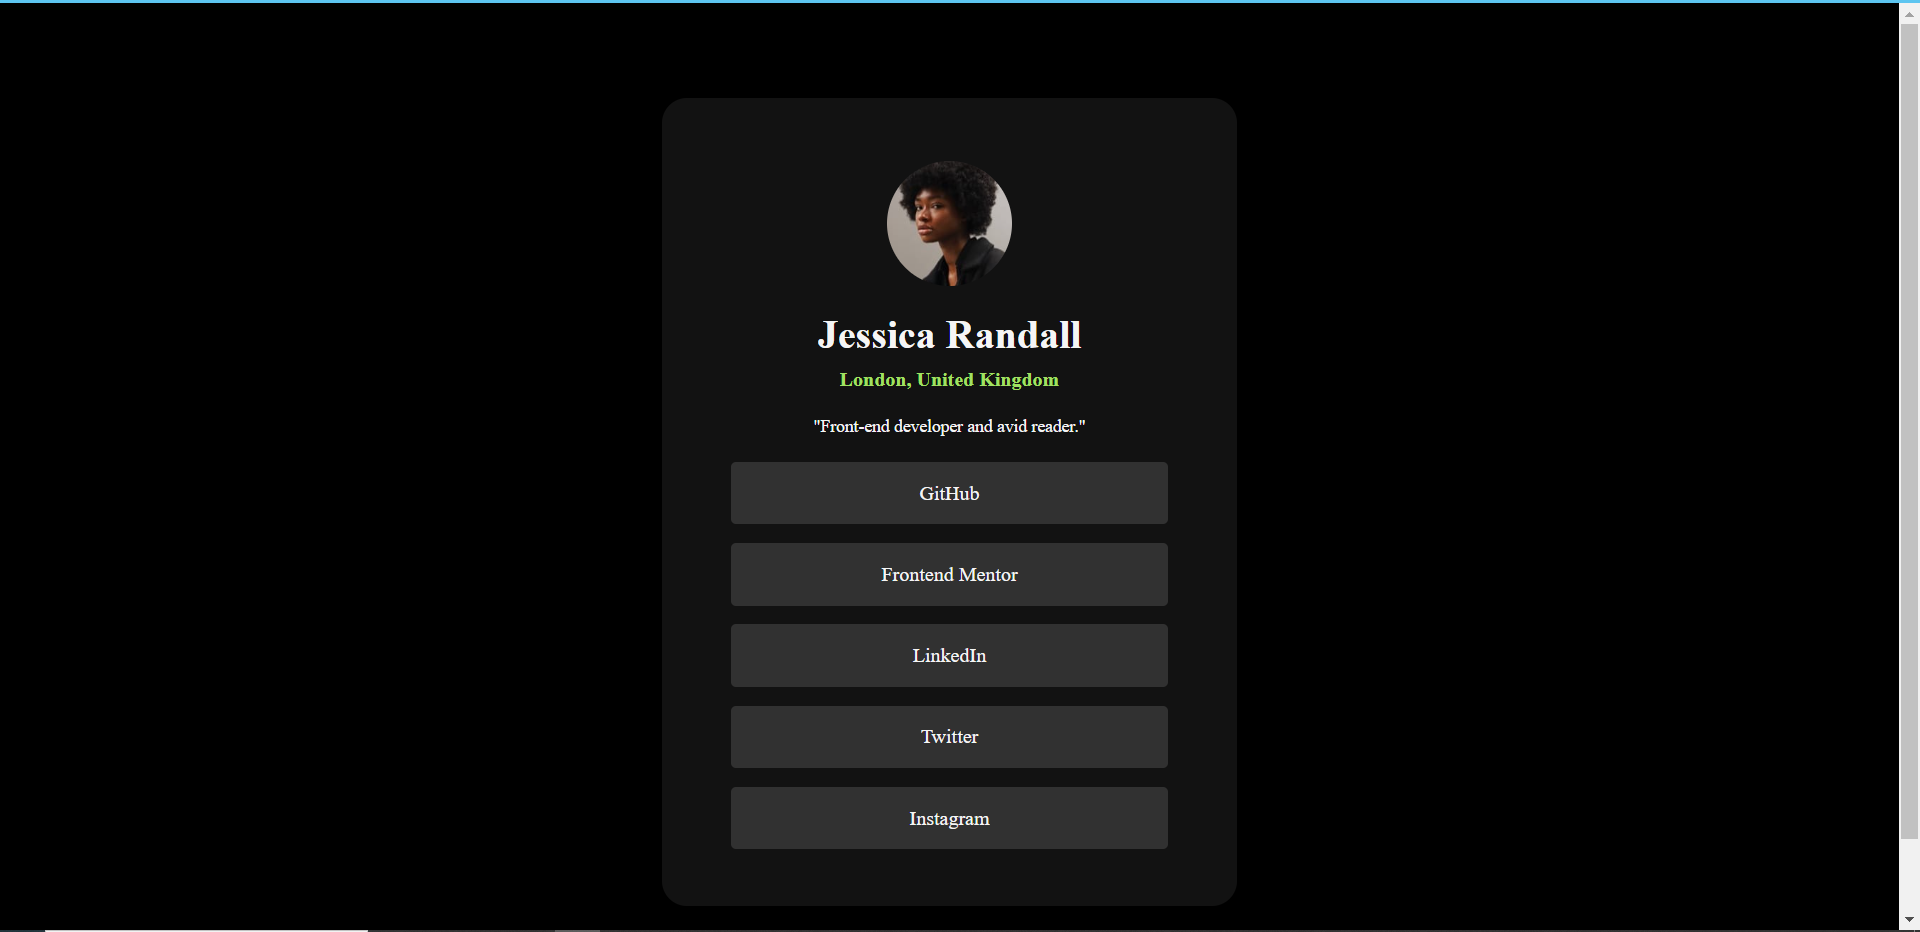 Jessica Randall
London, United Kingdom
"Front-end developer and avid reader."
GitHub
Frontend Mentor
LinkedIn
Twitter
Instagram